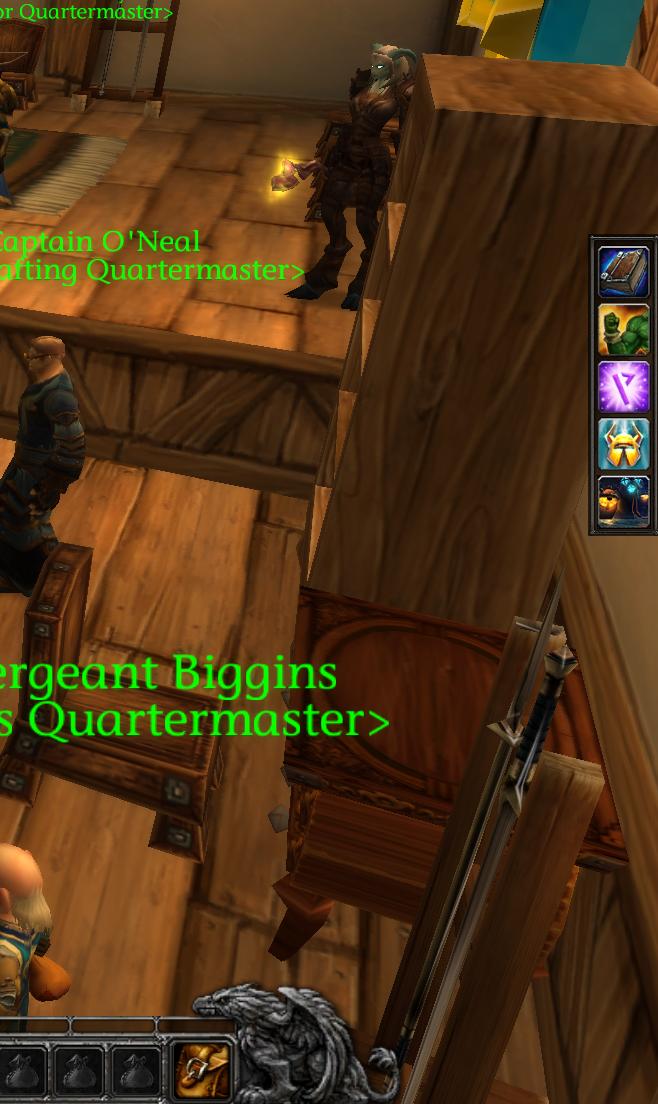 or Quartermaster>
Captain O'Neal
afting Quartermaster>
ergeant Biggins
s Quartermaster>